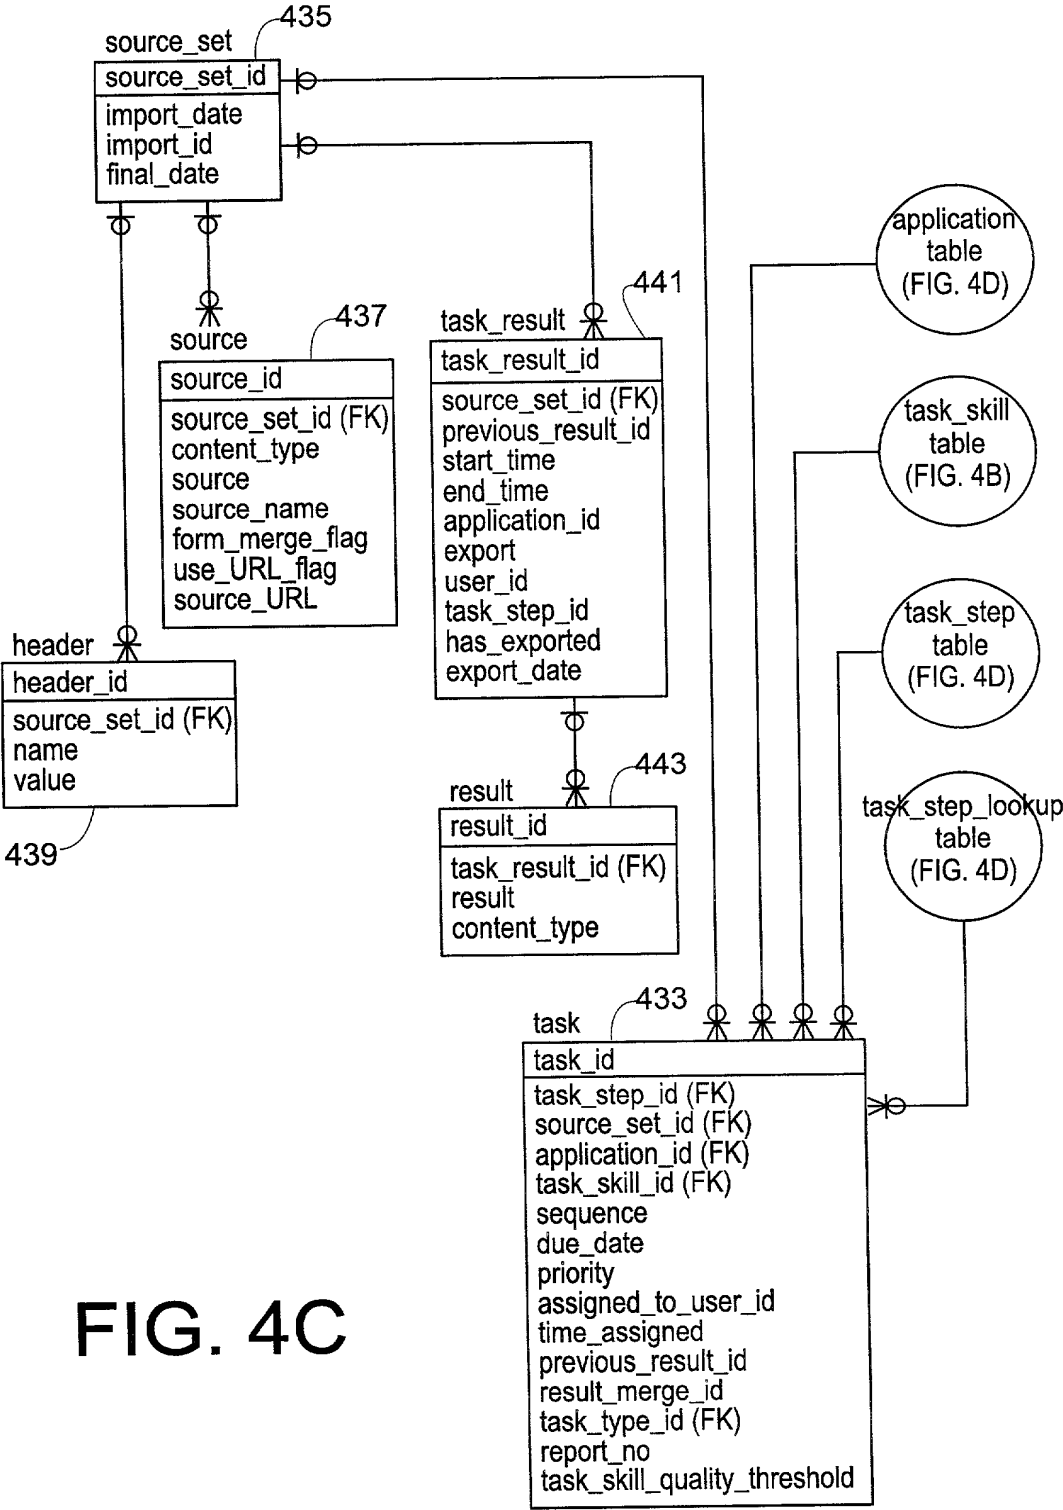 435
source_set
source_set_id
import_date
import_id
final_date
application
table
(FIG. 4D)
441
task_result
task_result_id
source_set_id (FK)
previous_result_id
start_time
end_time
application_id
export
user_id
task_step_id
has_exported
export_date
437
source
source_id
source_set_id (FK)
content_type
source
source_name
form_merge_flag
use_URL_flag
source_URL
task_skill
table
(FIG. 4B)
task_step
table
(FIG. 4D)
header
header_id
source_set_id (FK)
name
value
439
443
result
result_id
task_result_id (FK)
result
content_type
task_step_lookup
table
(FIG. 4D)
433
task
task_id
task_step_id (FK)
source_set_id (FK)
application_id (FK)
task_skill_id (FK)
sequence
due_date
priority
assigned_to_user_id
time_assigned
previous_result_id
result_merge_id
task_type_id (FK)
report_no
task_skill_quality_threshold
FIG. 4C